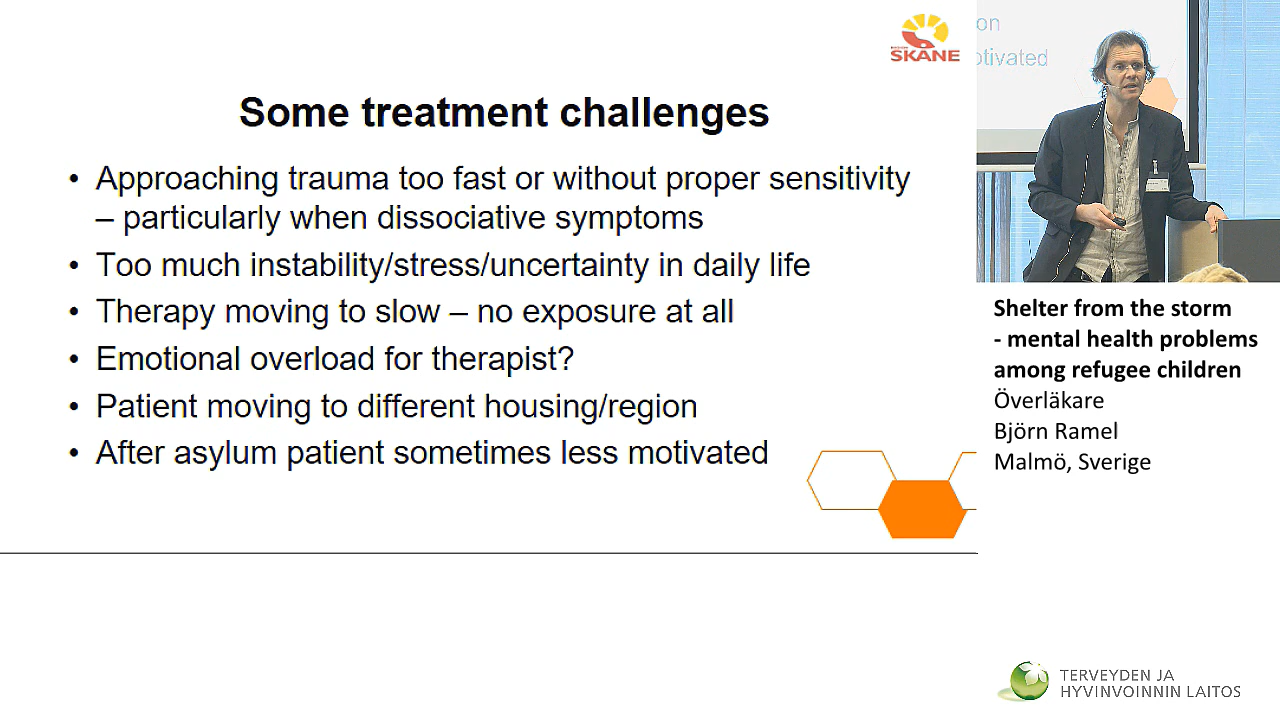 SKÅNE
Some treatment challenges
• Approaching trauma too fast or without proper sensitivity
– particularly when dissociative symptoms
• Too much instability/stress/uncertainty in daily life
• Therapy moving to slow – no exposure at all
• Emotional overload for therapist?
• Patient moving to different housing/region
• After asylum patient sometimes less motivated
on
otivated
Shelter from the storm
- mental health problems
among refugee children
Överläkare
Björn Ramel
Malmö, Sverige
TERVEYDEN JA
HYVINVOINNIN LAITOS